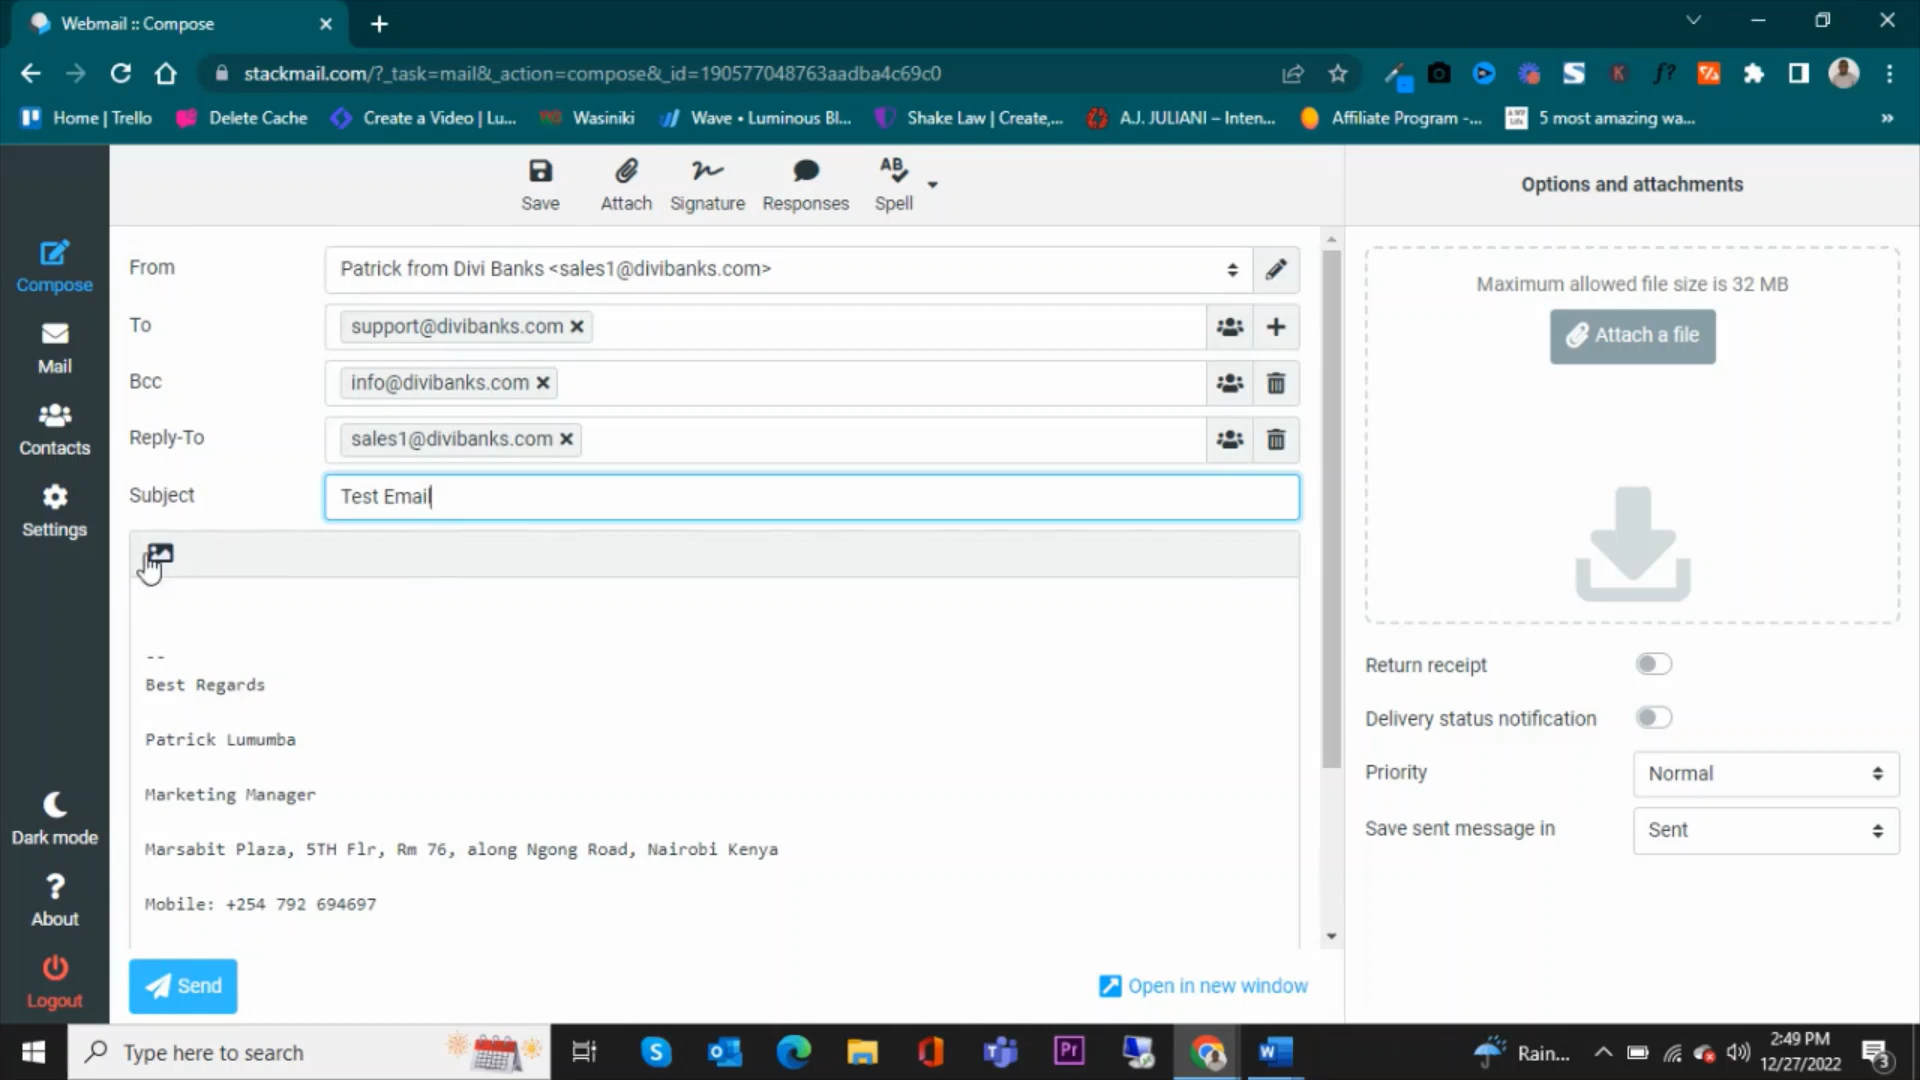 Webmail :: Compose
stackmail.com/?_task=mail&_action=compose&_id=190577048763aadba4c69c0
Home | Trello
Delete Cache
Create a Video | Lu...
Wasiniki
Wave • Luminous Bl...
Shake Law | Create,...
A.J. JULIANI – Inten...
Affiliate Program -...
5 most amazing wa...
»
Save
Attach
Signature
Responses
AB
Spell
Options and attachments
Compose
Mail
Contacts
Settings
Dark mode
About
Logout
From
Patrick from Divi Banks <sales1@divibanks.com>
To
support@divibanks.com
Bcc
info@divibanks.com
Reply-To
sales1@divibanks.com
Subject
Test Email
--
Best Regards
Patrick Lumumba
Marketing Manager
Marsabit Plaza, 5TH Flr, Rm 76, along Ngong Road, Nairobi Kenya
Mobile: +254 792 694697
Send
Open in new window
Maximum allowed file size is 32 MB
Attach a file
Return receipt
Delivery status notification
Priority
Normal
Save sent message in
Sent
Type here to search
Pr
Rain...
2:49 PM
12/27/2022
3